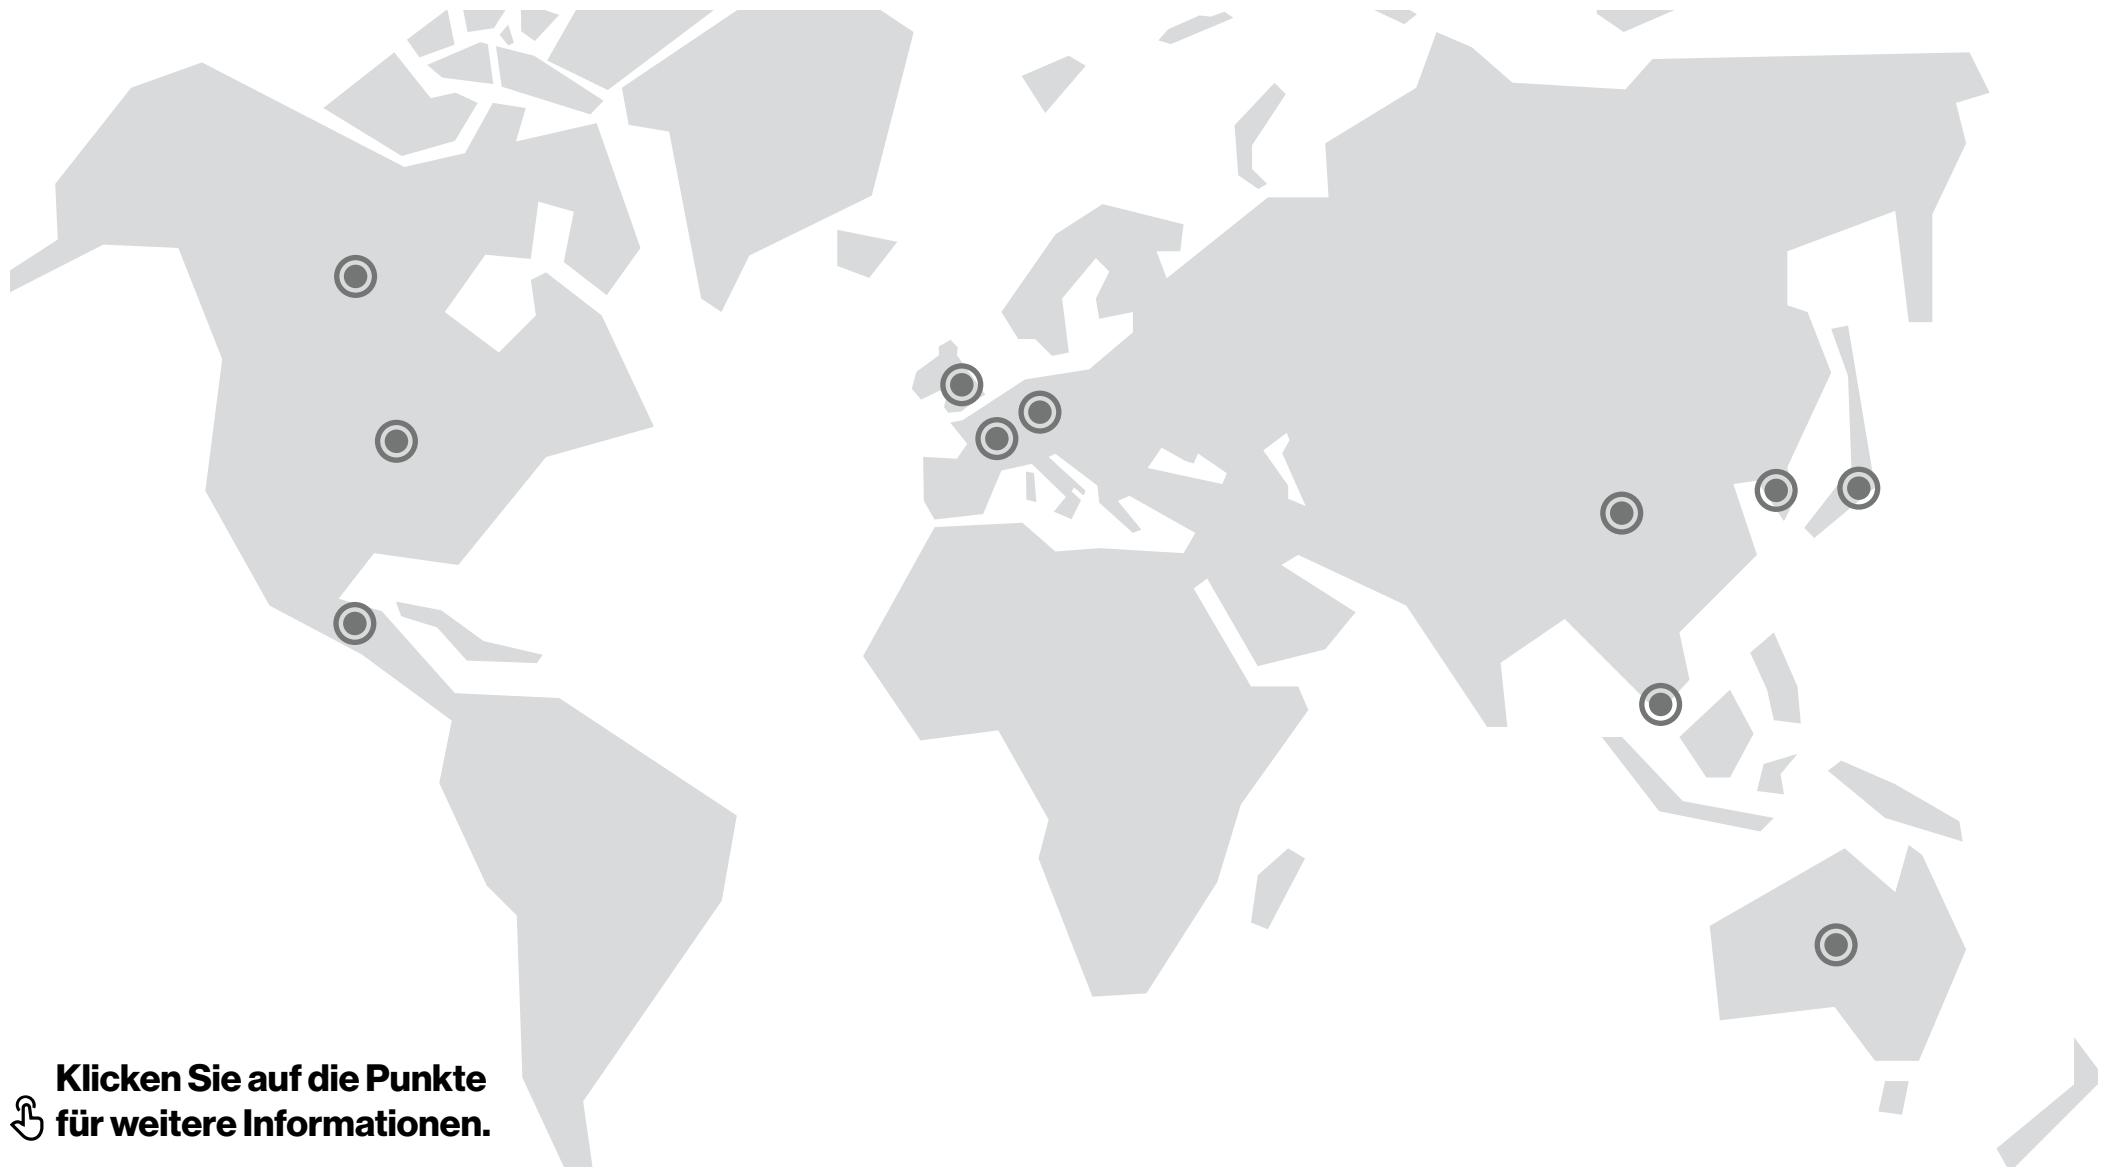 Klicken Sie auf die Punkte
für weitere Informationen.